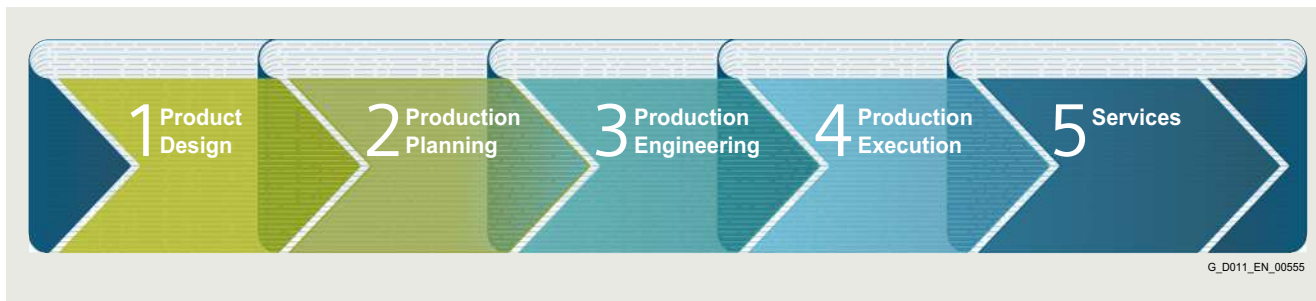 1 Product
Design
2 Production
Planning
3 Production
Engineering
4 Production
Execution
5 Services
G_D011_EN_00555